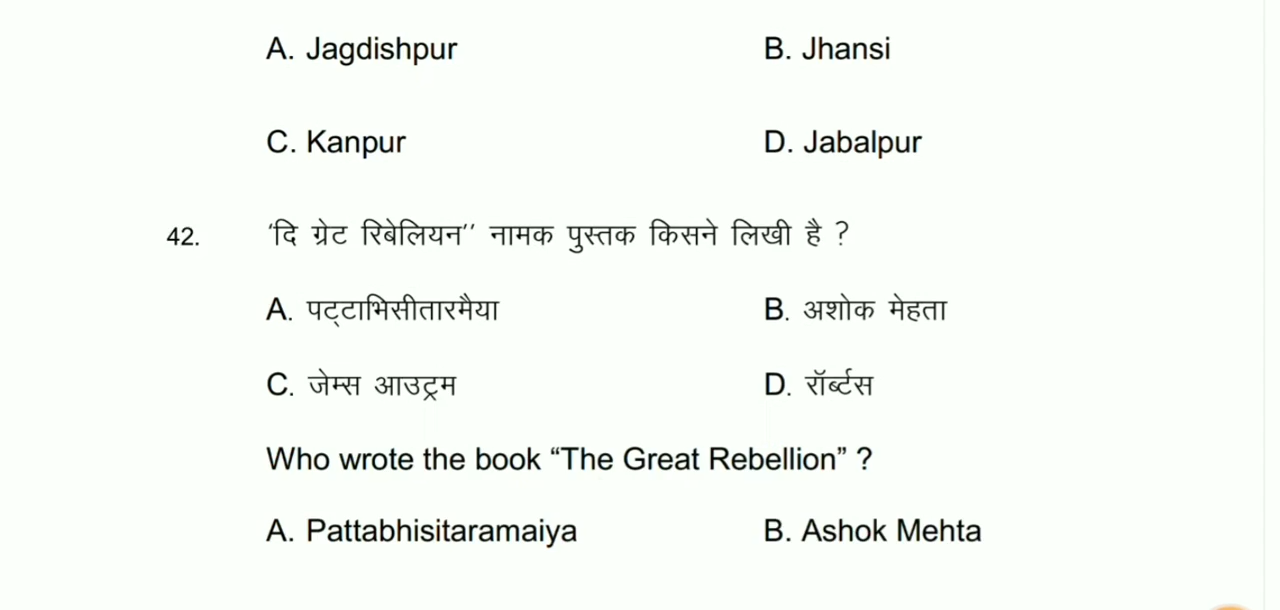 A. Jagdishpur B. Jhansi
C. Kanpur D. Jabalpur
42. ‘दि ग्रेट रिबेलियन’’ नामक पुस्तक किसने लिखी है ?
A. पट्टाभिसीतारमैया B. अशोक मेहता
C. जेम्स आउट्रम D. रॉर्ब्टस
Who wrote the book “The Great Rebellion” ?
A. Pattabhisitaramaiya B. Ashok Mehta